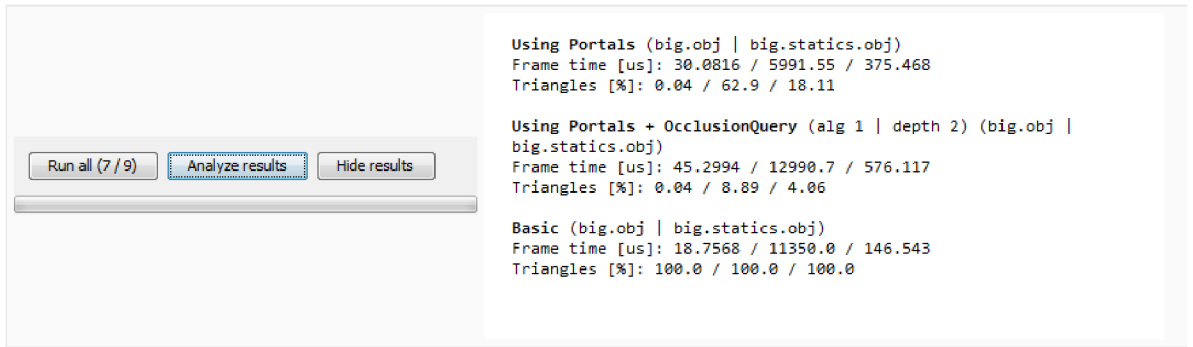 Run all (7 / 9) Analyze results Hide results
Using Portals (big.obj | big.statics.obj)
Frame time [us]: 30.0816 / 5991.55 / 375.468
Triangles [%]: 0.04 / 62.9 / 18.11
Using Portals + OcclusionQuery (alg 1 | depth 2) (big.obj |
big.statics.obj)
Frame time [us]: 45.2994 / 12990.7 / 576.117
Triangles [%]: 0.04 / 8.89 / 4.06
Basic (big.obj | big.statics.obj)
Frame time [us]: 18.7568 / 11350.0 / 146.543
Triangles [%]: 100.0 / 100.0 / 100.0